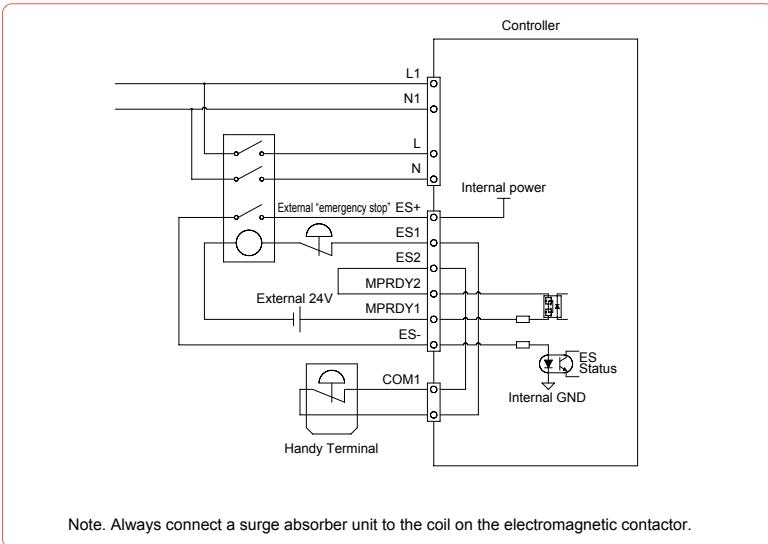 Controller
L1
N1
L
N
Internal power
External “emergency stop” ES+
ES1
ES2
MPRDY2
External 24V
MPRDY1
ES-
ES
Status
COM1
Internal GND
Handy Terminal
Note. Always connect a surge absorber unit to the coil on the electromagnetic contactor.